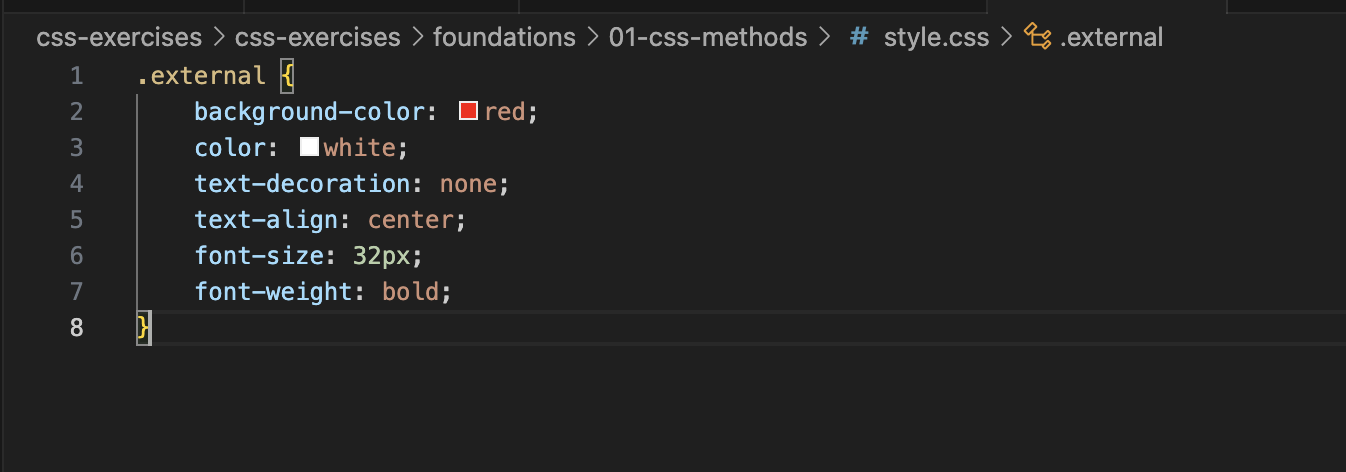 css-exercises > css-exercises > foundations > 01-css-methods > # style.css > .external
1 .external {
2 background-color: red;
3 color: white;
4 text-decoration: none;
5 text-align: center;
6 font-size: 32px;
7 font-weight: bold;
8 }